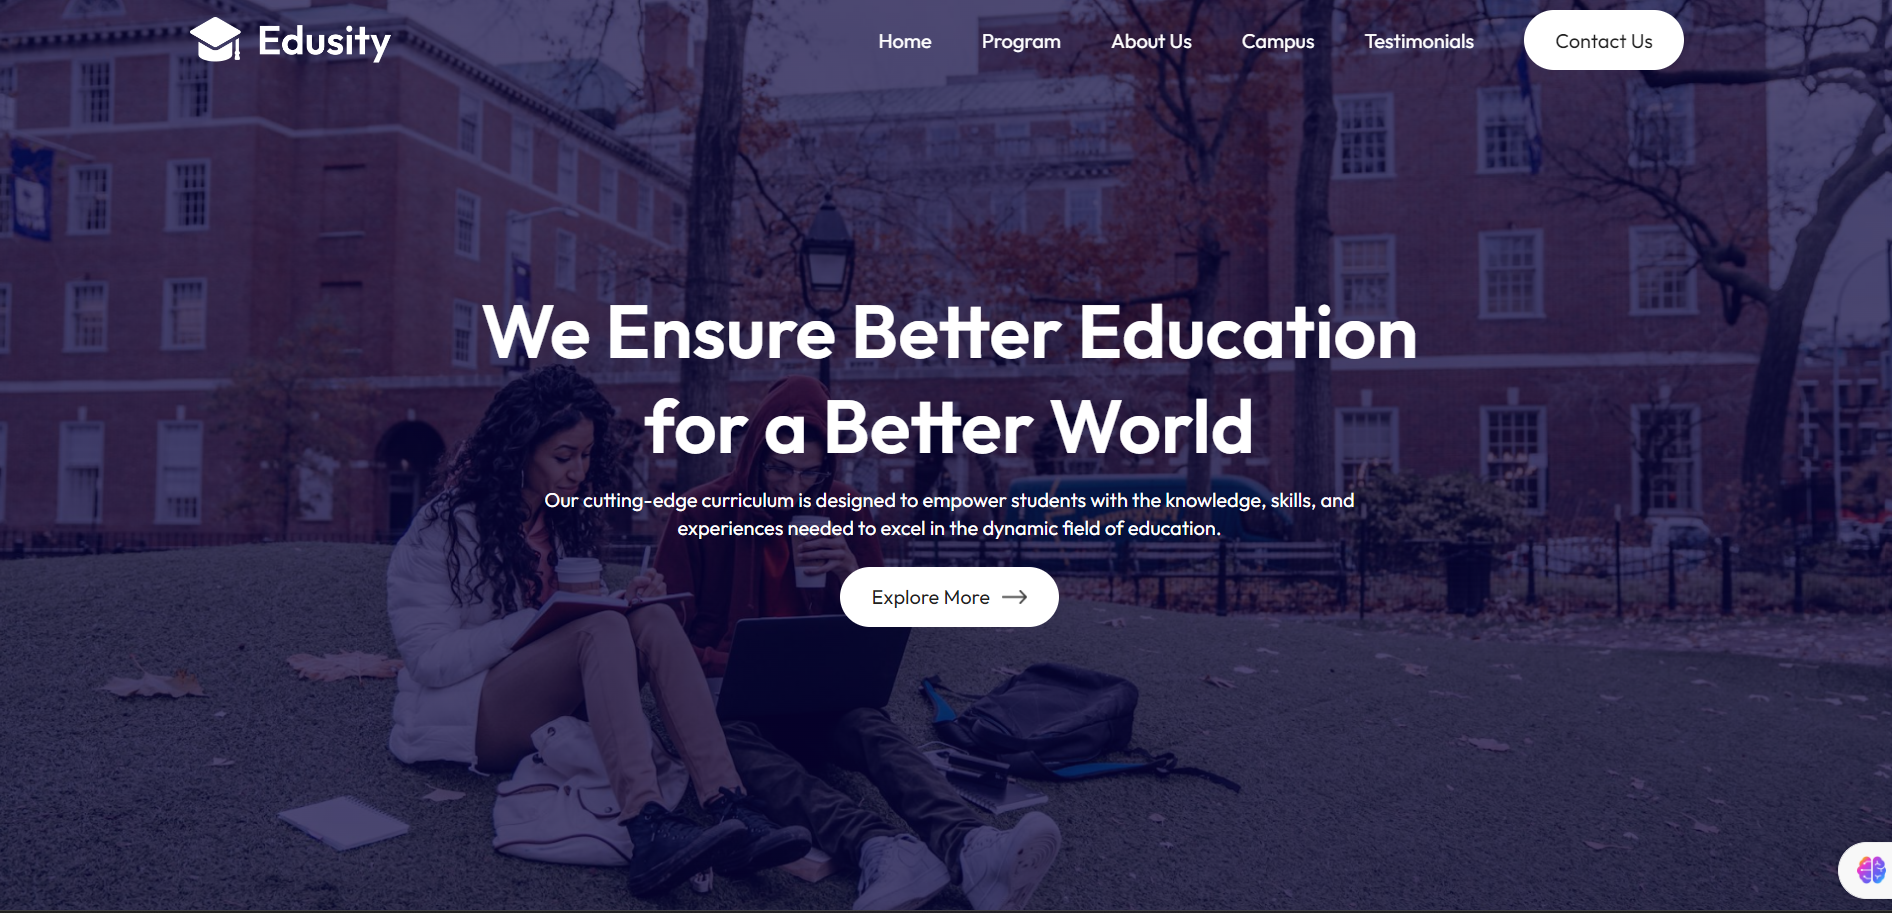 Edusity
Home
Program
About Us
Campus
Testimonials
Contact Us
We Ensure Better Education
for a Better World
Our cutting-edge curriculum is designed to empower students with the knowledge, skills, and
experiences needed to excel in the dynamic field of education.
Explore More